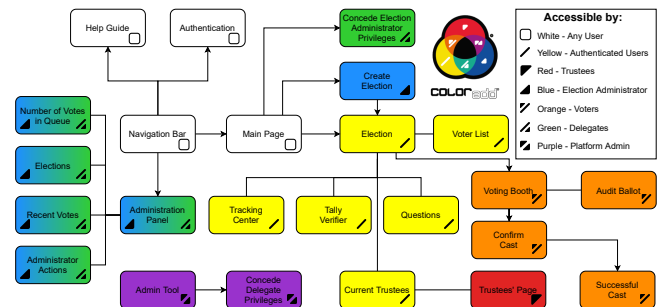 Help Guide
Authentication
Concede Election
Administrator
Privileges
Accessible by:
White - Any User
Yellow - Authenticated Users
Red - Trustees
Blue - Election Administrator
Orange - Voters
Green - Delegates
Purple - Platform Admin
COLORADD
Create
Election
Number of Votes
in Queue
Navigation Bar
Main Page
Election
Voter List
Elections
Voting Booth
Audit Ballot
Recent Votes
Administration
Panel
Tracking
Center
Tally
Verifier
Questions
Confirm
Cast
Administrator
Actions
Admin Tool
Concede
Delegate
Privileges
Current Trustees
Trustees' Page
Successful
Cast